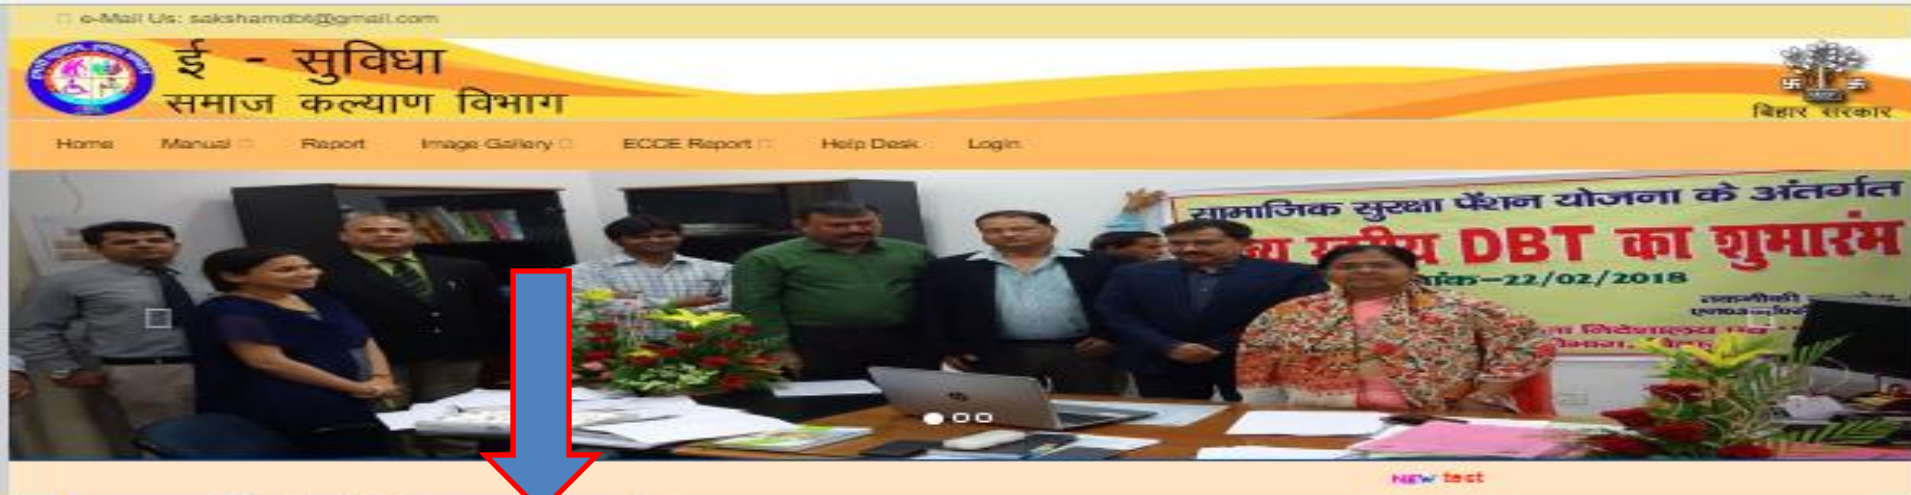 e-Mail Us: sakshamdbt@gmail.com
ई - सुविधा
समाज कल्याण विभाग
बिहार सरकार
Home Manual Report Image Gallery ECCE Report Help Desk Login
सामाजिक सुरक्षा पेंशन योजना के अंतर्गत
DBT का शुभारंभ
22/02/2018
तकनीकी
NEW test